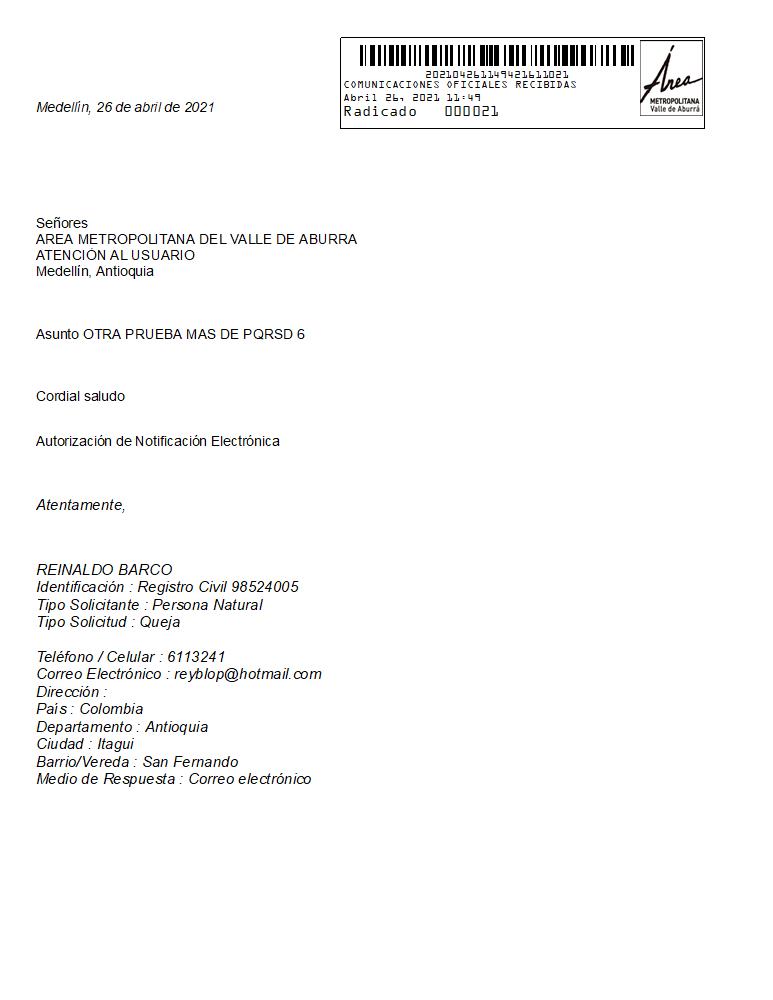 202104261149421611021
COMUNICACIONES OFICIALES RECIBIDAS
Abril 26, 2021 11:49
Radicado 000021
Área
METROPOLITANA
Valle de Aburrá
Medellín, 26 de abril de 2021
Señores
AREA METROPOLITANA DEL VALLE DE ABURRA
ATENCIÓN AL USUARIO
Medellín, Antioquia
Asunto OTRA PRUEBA MAS DE PQRSD 6
Cordial saludo
Autorización de Notificación Electrónica
Atentamente,
REINALDO BARCO
Identificación : Registro Civil 98524005
Tipo Solicitante : Persona Natural
Tipo Solicitud : Queja
Teléfono / Celular : 6113241
Correo Electrónico : reyblop@hotmail.com
Dirección :
País : Colombia
Departamento : Antioquia
Ciudad : Itagui
Barrio/Vereda : San Fernando
Medio de Respuesta : Correo electrónico